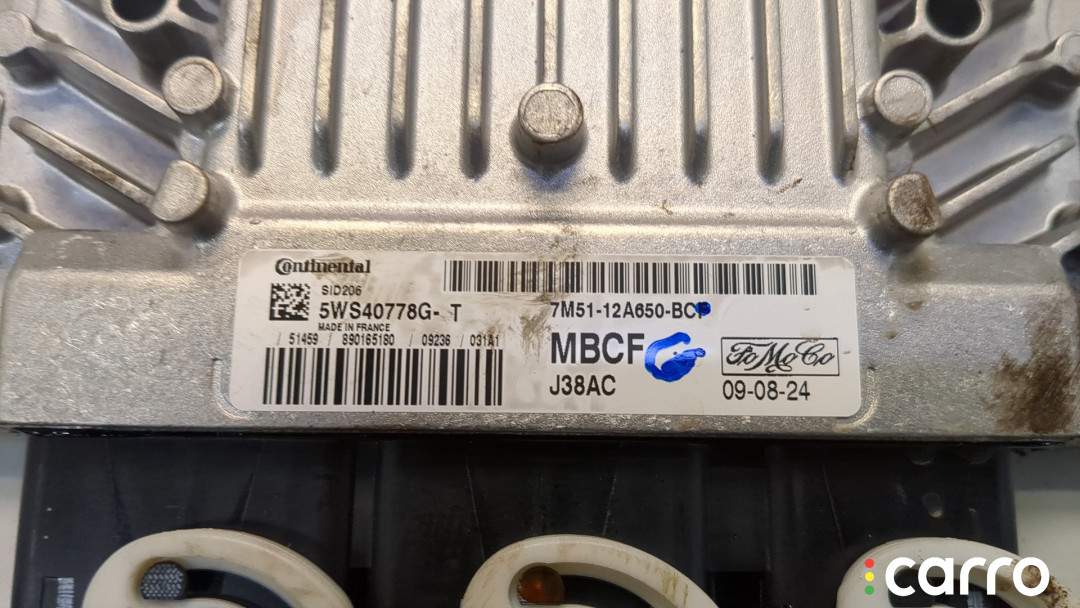 Continental
SID206
5WS40778G- T
MADE IN FRANCE
/ 51459 / 890165180 / 09236 / 031A1
7M51-12A650-BC
MBCF
J38AC
FoMoCo
09-08-24
carro